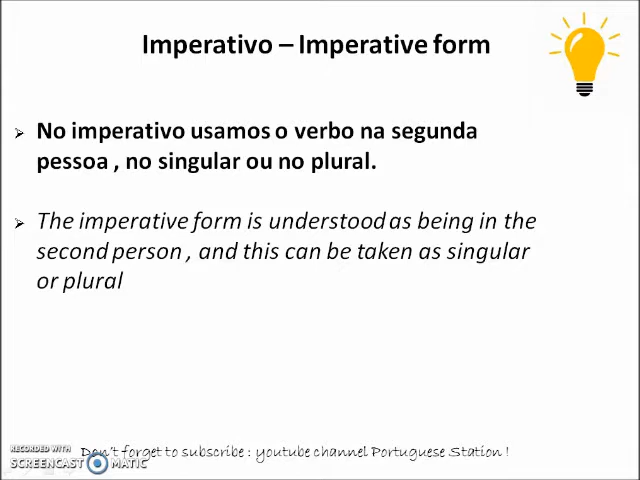 Imperativo – Imperative form
No imperativo usamos o verbo na segunda
pessoa , no singular ou no plural.
The imperative form is understood as being in the
second person , and this can be taken as singular
or plural
RECORDED WITH
SCREENCAST MATIC
Don't forget to subscribe : youtube channel Portuguese Station !